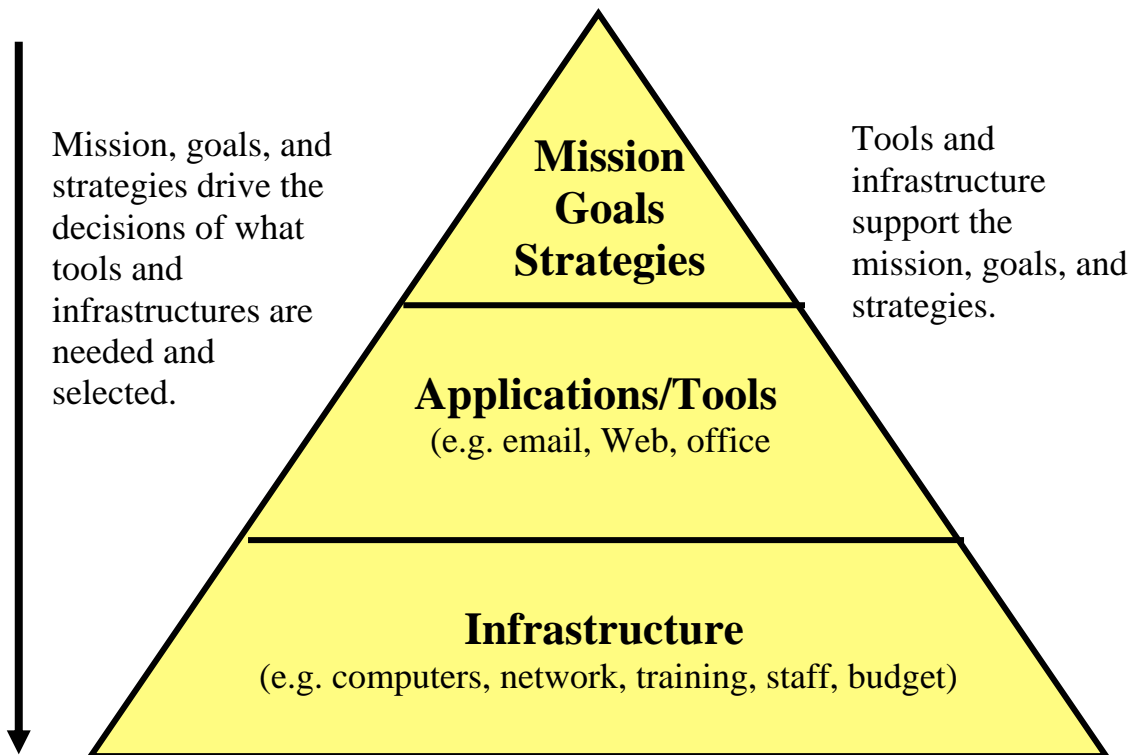 Mission, goals, and
strategies drive the
decisions of what
tools and
infrastructures are
needed and
selected.
Mission
Goals
Strategies
Tools and
infrastructure
support the
mission, goals, and
strategies.
Applications/Tools
(e.g. email, Web, office
Infrastructure
(e.g. computers, network, training, staff, budget)